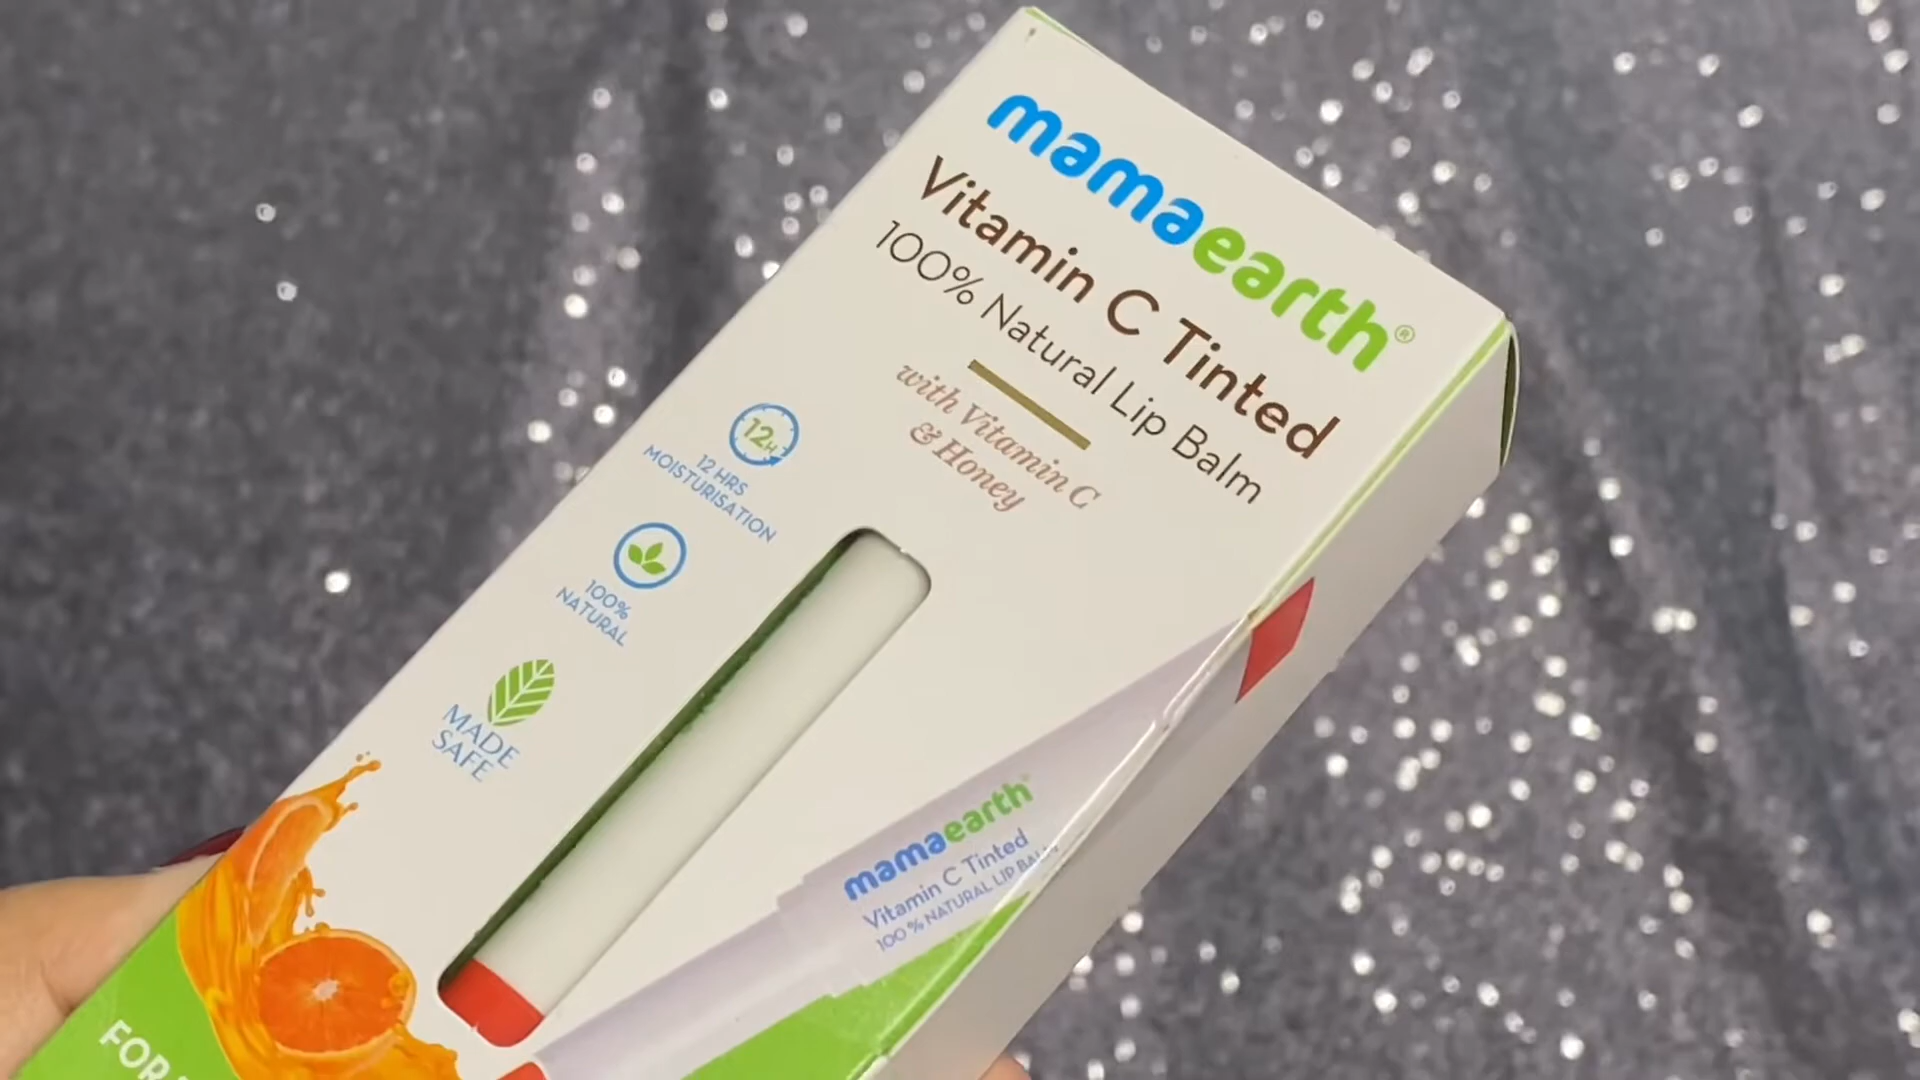 mamaearth®
Vitamin C Tinted
100% Natural Lip Balm
with Vitamin C
& Honey
12H
12 HRS
MOISTURISATION
100%
NATURAL
MADE
SAFE
mamaearth
Vitamin C Tinted
100% NATURAL LIP BALM
FOR